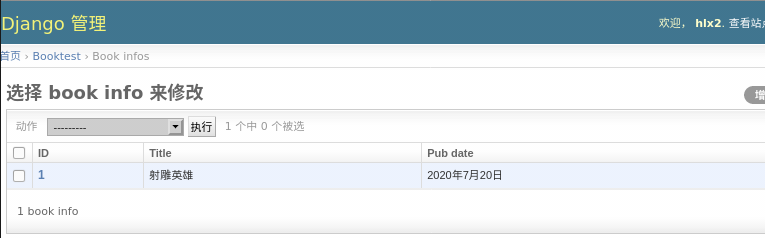 Django 管理
欢迎， hlx2. 查看站
首页 › Booktest › Book infos
选择 book info 来修改
增
动作 --------- 执行 1 个中 0 个被选
ID Title Pub date
1 射雕英雄 2020年7月20日
1 book info